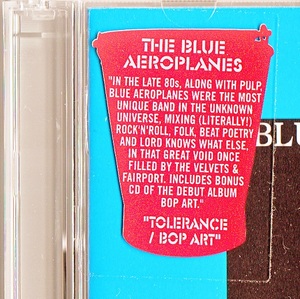 THE BLUE
AEROPLANES
"IN THE LATE 80s, ALONG WITH PULP,
BLUE AEROPLANES WERE THE MOST
UNIQUE BAND IN THE UNKNOWN
UNIVERSE, MIXING (LITERALLY!)
ROCK'N'ROLL, FOLK, BEAT POETRY
AND LORD KNOWS WHAT ELSE,
IN THAT GREAT VOID ONCE
FILLED BY THE VELVETS &
FAIRPORT. INCLUDES BONUS
CD OF THE DEBUT ALBUM
BOP ART."
"TOLERANCE
/ BOP ART"
BLU